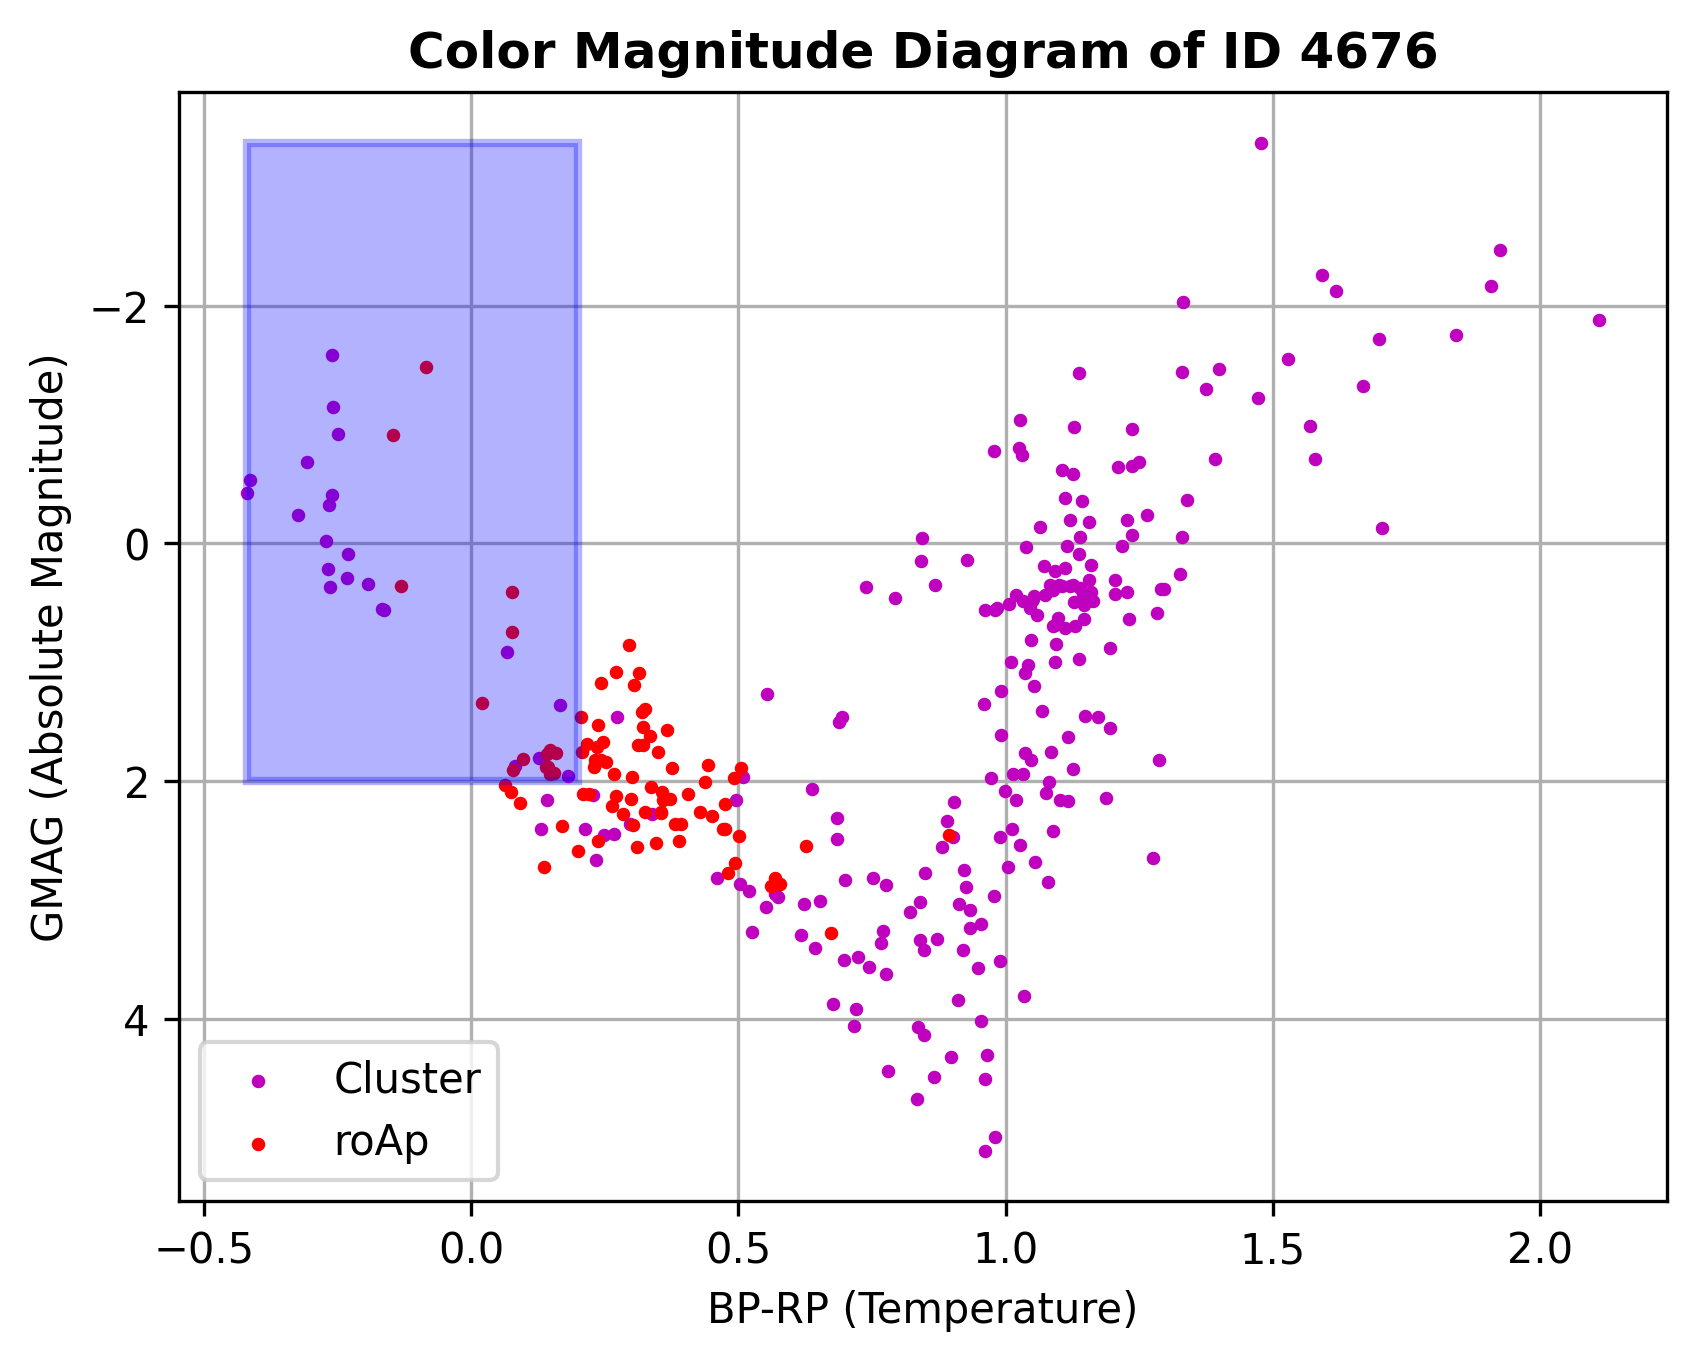 Color Magnitude Diagram of ID 4676
GMAG (Absolute Magnitude)
−2
0
2
4
Cluster
roAp
−0.5 0.0 0.5 1.0 1.5 2.0
BP-RP (Temperature)